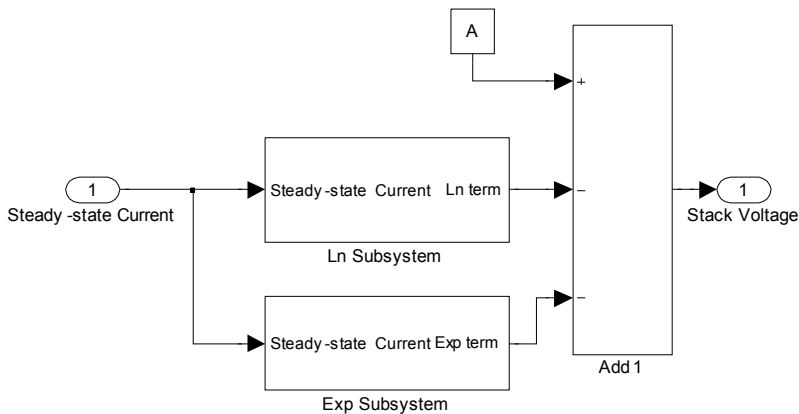 A
+
1
Steady -state Current
Steady -state Current Ln term
Ln Subsystem
−
1
Stack Voltage
−
Steady -state Current Exp term
Exp Subsystem
Add 1